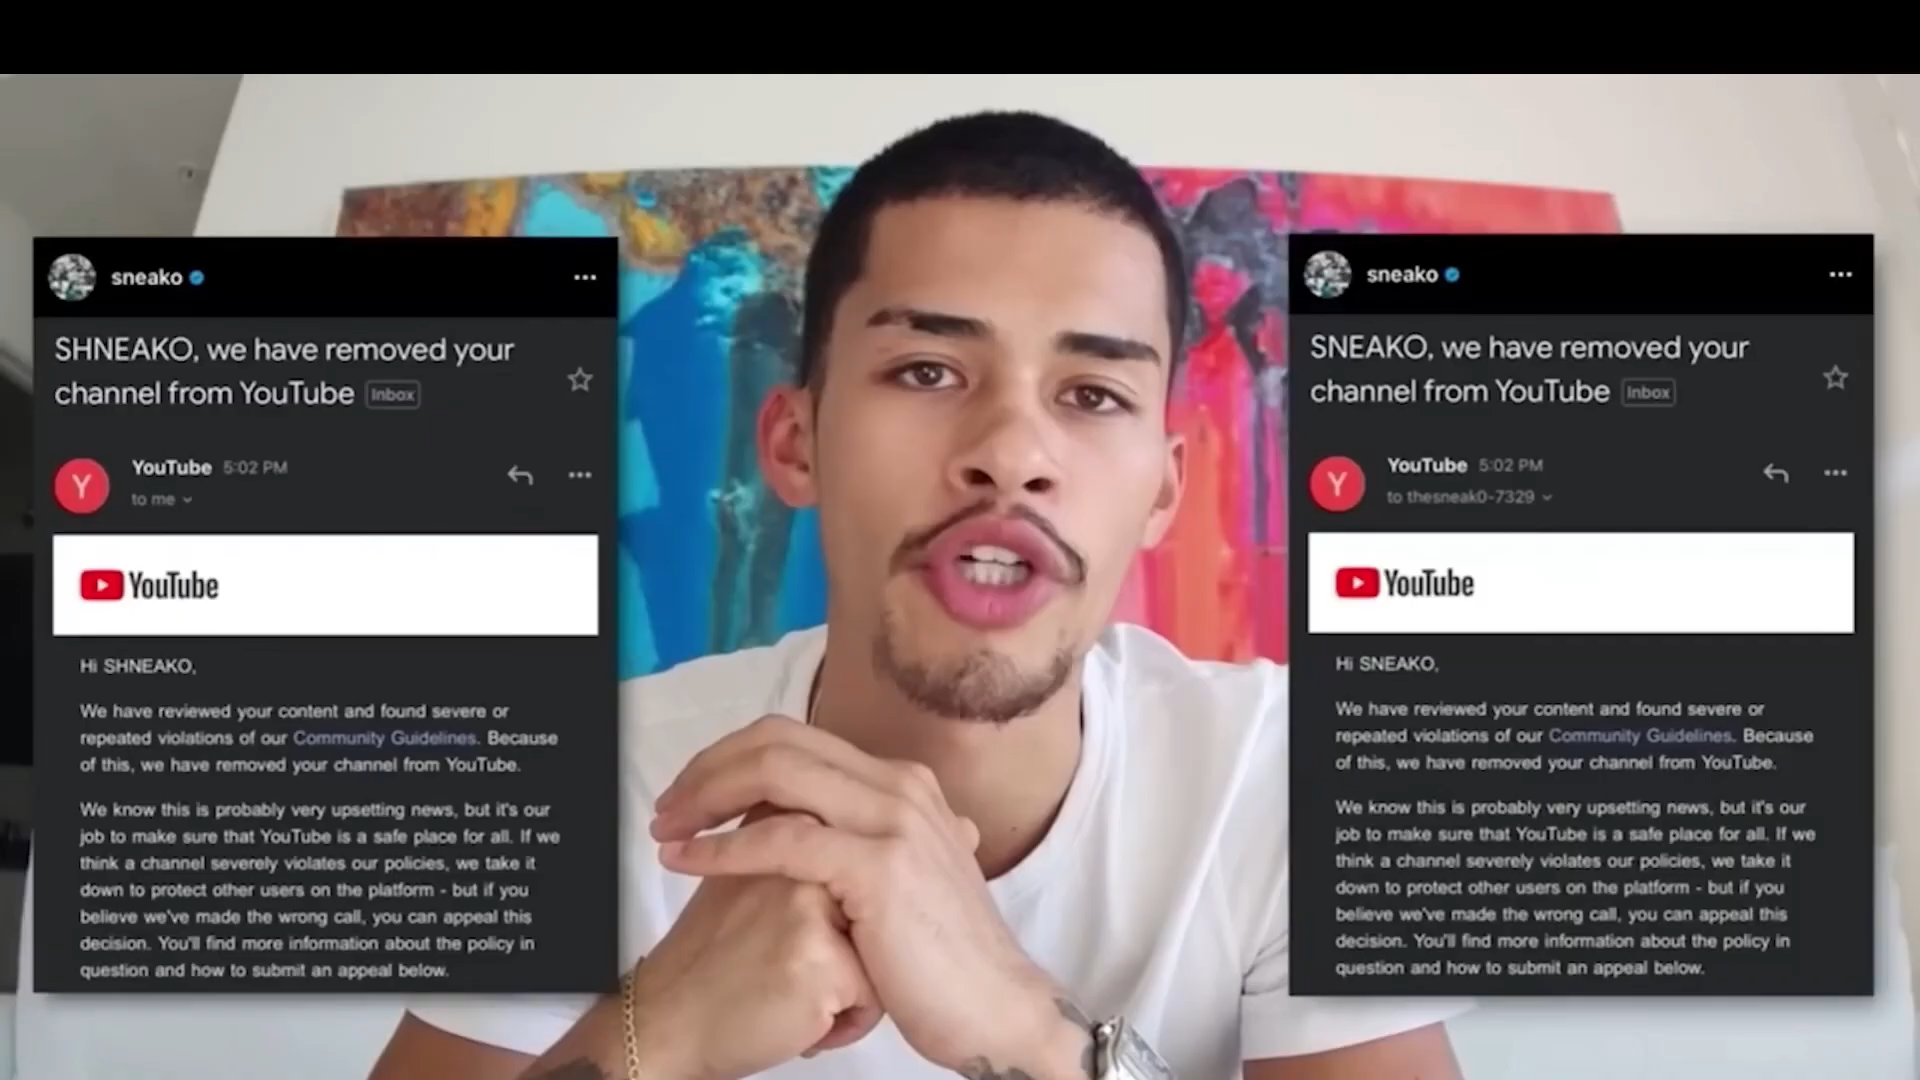 sneako
SHNEAKO, we have removed your
channel from YouTube Inbox
YouTube 5:02 PM
to me
Y
YouTube
Hi SHNEAKO,
We have reviewed your content and found severe or
repeated violations of our Community Guidelines. Because
of this, we have removed your channel from YouTube.
We know this is probably very upsetting news, but it's our
job to make sure that YouTube is a safe place for all. If we
think a channel severely violates our policies, we take it
down to protect other users on the platform - but if you
believe we've made the wrong call, you can appeal this
decision. You'll find more information about the policy in
question and how to submit an appeal below.
sneako
SNEAKO, we have removed your
channel from YouTube Inbox
YouTube 5:02 PM
to thesneak0-7329
Y
YouTube
Hi SNEAKO,
We have reviewed your content and found severe or
repeated violations of our Community Guidelines. Because
of this, we have removed your channel from YouTube.
We know this is probably very upsetting news, but it's our
job to make sure that YouTube is a safe place for all. If we
think a channel severely violates our policies, we take it
down to protect other users on the platform - but if you
believe we've made the wrong call, you can appeal this
decision. You'll find more information about the policy in
question and how to submit an appeal below.